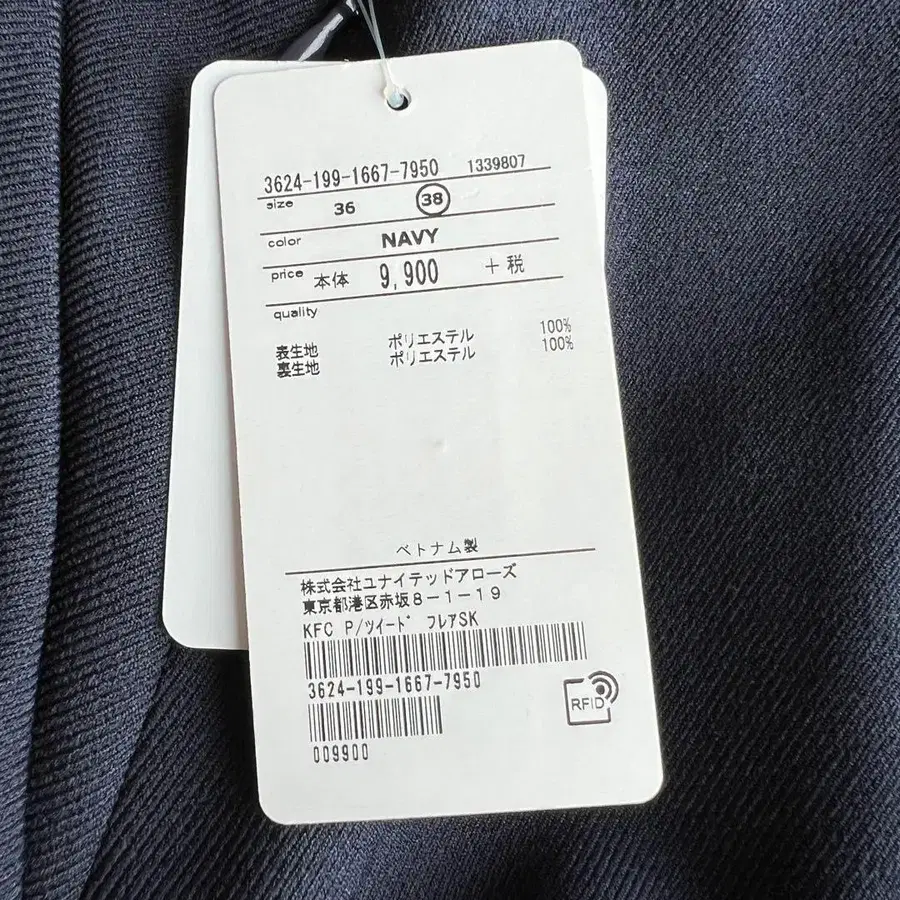 3624-199-1667-7950 1339807
size 36 38
color NAVY
price 本体 9,900 +税
quality
表生地 ポリエステル 100%
裏生地 ポリエステル 100%
ベトナム製
株式会社ユナイテッドアローズ
東京都港区赤坂8-1-19
KFC P/ツイード フレアSK
3624-199-1667-7950
RFID
009900